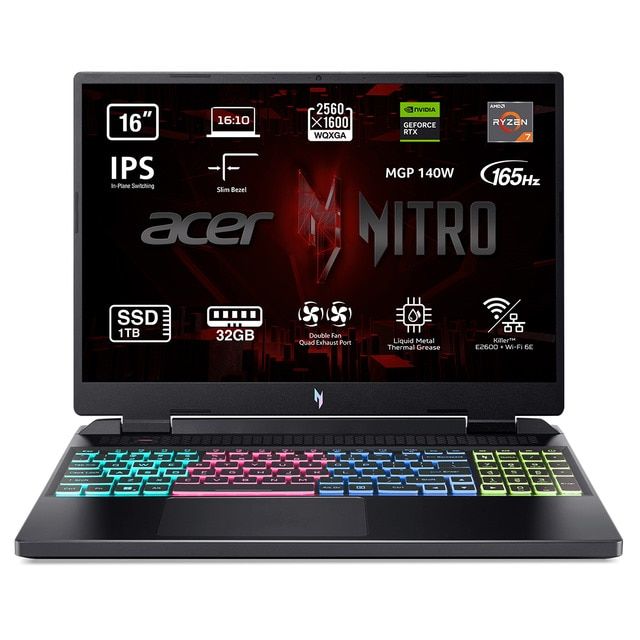 16"
16:10
2560
x1600
WQXGA
NVIDIA
GEFORCE
RTX
AMD
RYZEN
7
IPS
In-Plane Switching
Slim Bezel
MGP 140W
165Hz
acer NITRO
SSD
1TB
32GB
Double Fan
Quad Exhaust Port
Liquid Metal
Thermal Grease
Killer™
E2600 + Wi-Fi 6E